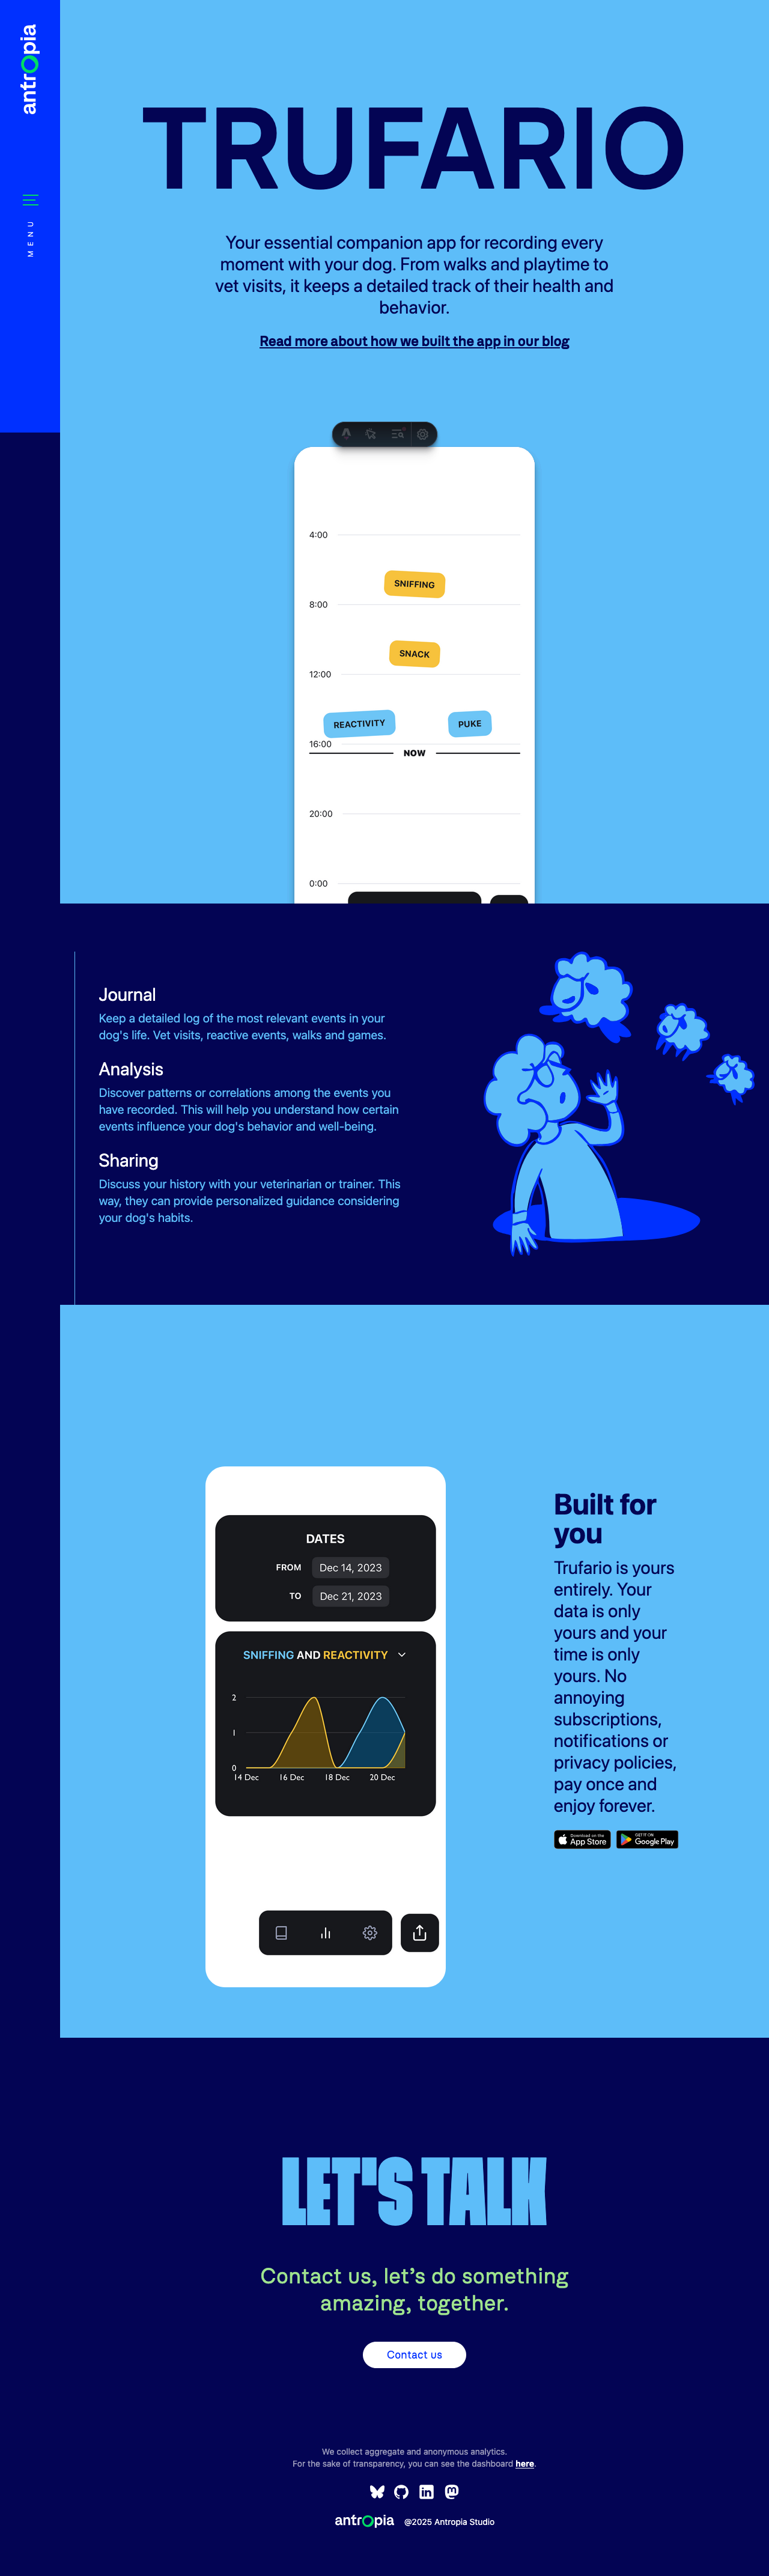 antropia
MENU
TRUFARIO
Your essential companion app for recording every
moment with your dog. From walks and playtime to
vet visits, it keeps a detailed track of their health and
behavior.
Read more about how we built the app in our blog
4:00
SNIFFING
8:00
SNACK
12:00
REACTIVITY
PUKE
16:00
NOW
20:00
0:00
Journal
Keep a detailed log of the most relevant events in your
dog's life. Vet visits, reactive events, walks and games.
Analysis
Discover patterns or correlations among the events you
have recorded. This will help you understand how certain
events influence your dog's behavior and well-being.
Sharing
Discuss your history with your veterinarian or trainer. This
way, they can provide personalized guidance considering
your dog's habits.
DATES
FROM Dec 14, 2023
TO Dec 21, 2023
SNIFFING AND REACTIVITY
2
1
0
14 Dec 16 Dec 18 Dec 20 Dec
Built for
you
Trufario is yours
entirely. Your
data is only
yours and your
time is only
yours. No
annoying
subscriptions,
notifications or
privacy policies,
pay once and
enjoy forever.
Download on the
App Store
GET IT ON
Google Play
LET'S TALK
Contact us, let’s do something
amazing, together.
Contact us
We collect aggregate and anonymous analytics.
For the sake of transparency, you can see the dashboard here.
antropia @2025 Antropia Studio